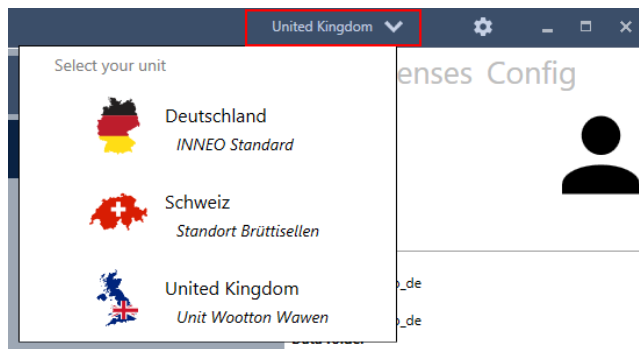 United Kingdom
Select your unit
enses Config
Deutschland
INNEO Standard
Schweiz
Standort Brüttisellen
_de
United Kingdom
Unit Wootton Wawen
_de